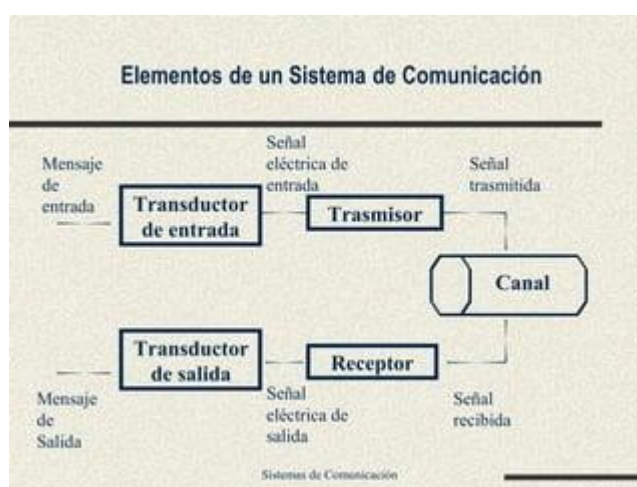 Elementos de un Sistema de Comunicación
Mensaje
de
entrada
Transductor
de entrada
Señal
eléctrica de
entrada
Trasmisor
Señal
trasmitida
Canal
Transductor
de salida
Receptor
Mensaje
de
Salida
Señal
eléctrica de
salida
Señal
recibida
Sistemas de Comunicación